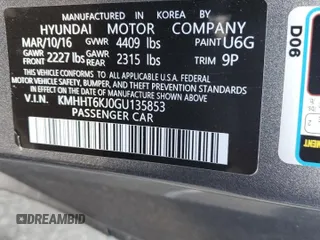 MANUFACTURED IN KOREA BY
HYUNDAI MOTOR COMPANY
MAR/10/16 GVWR 4409 lbs PAINT U6G
GAWR FRONT 2227 lbs GAWR REAR 2315 lbs TRIM 9P
THIS VEHICLE CONFORMS TO ALL APPLICABLE U.S.
FEDERAL MOTOR VEHICLE SAFETY, BUMPER, AND
THEFT PREVENTION STANDARDS IN EFFECT ON THE
DATE OF MANUFACTURE SHOWN ABOVE.
V.I.N. KMHHT6KJ0GU135853
PASSENGER CAR
D06
DREAMBID